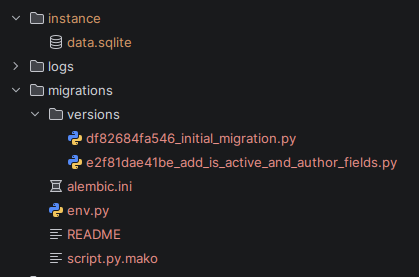 instance
data.sqlite
logs
migrations
versions
df82684fa546_initial_migration.py
e2f81dae41be_add_is_active_and_author_fields.py
alembic.ini
env.py
README
script.py.mako